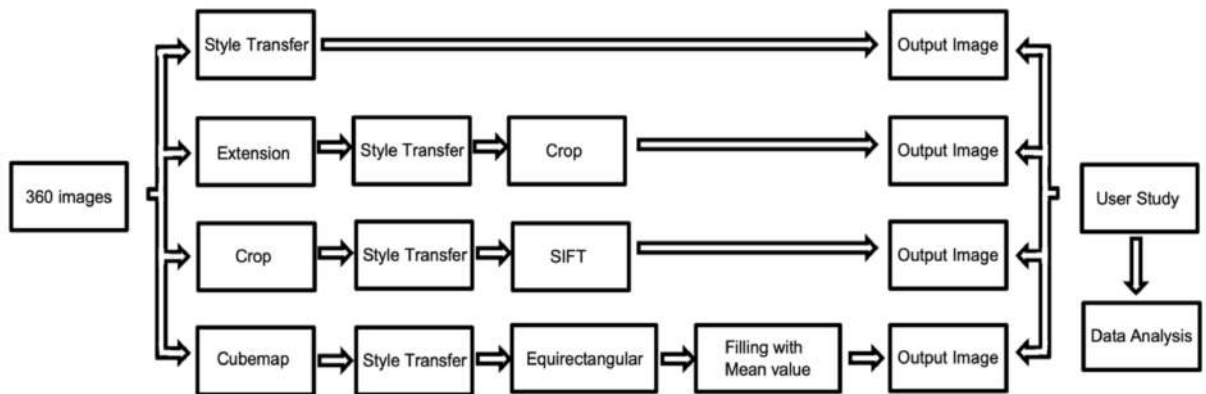 Style Transfer
Output Image
Extension
Style Transfer
Crop
Output Image
360 images
User Study
Crop
Style Transfer
SIFT
Output Image
Data Analysis
Cubemap
Style Transfer
Equirectangular
Filling with
Mean value
Output Image